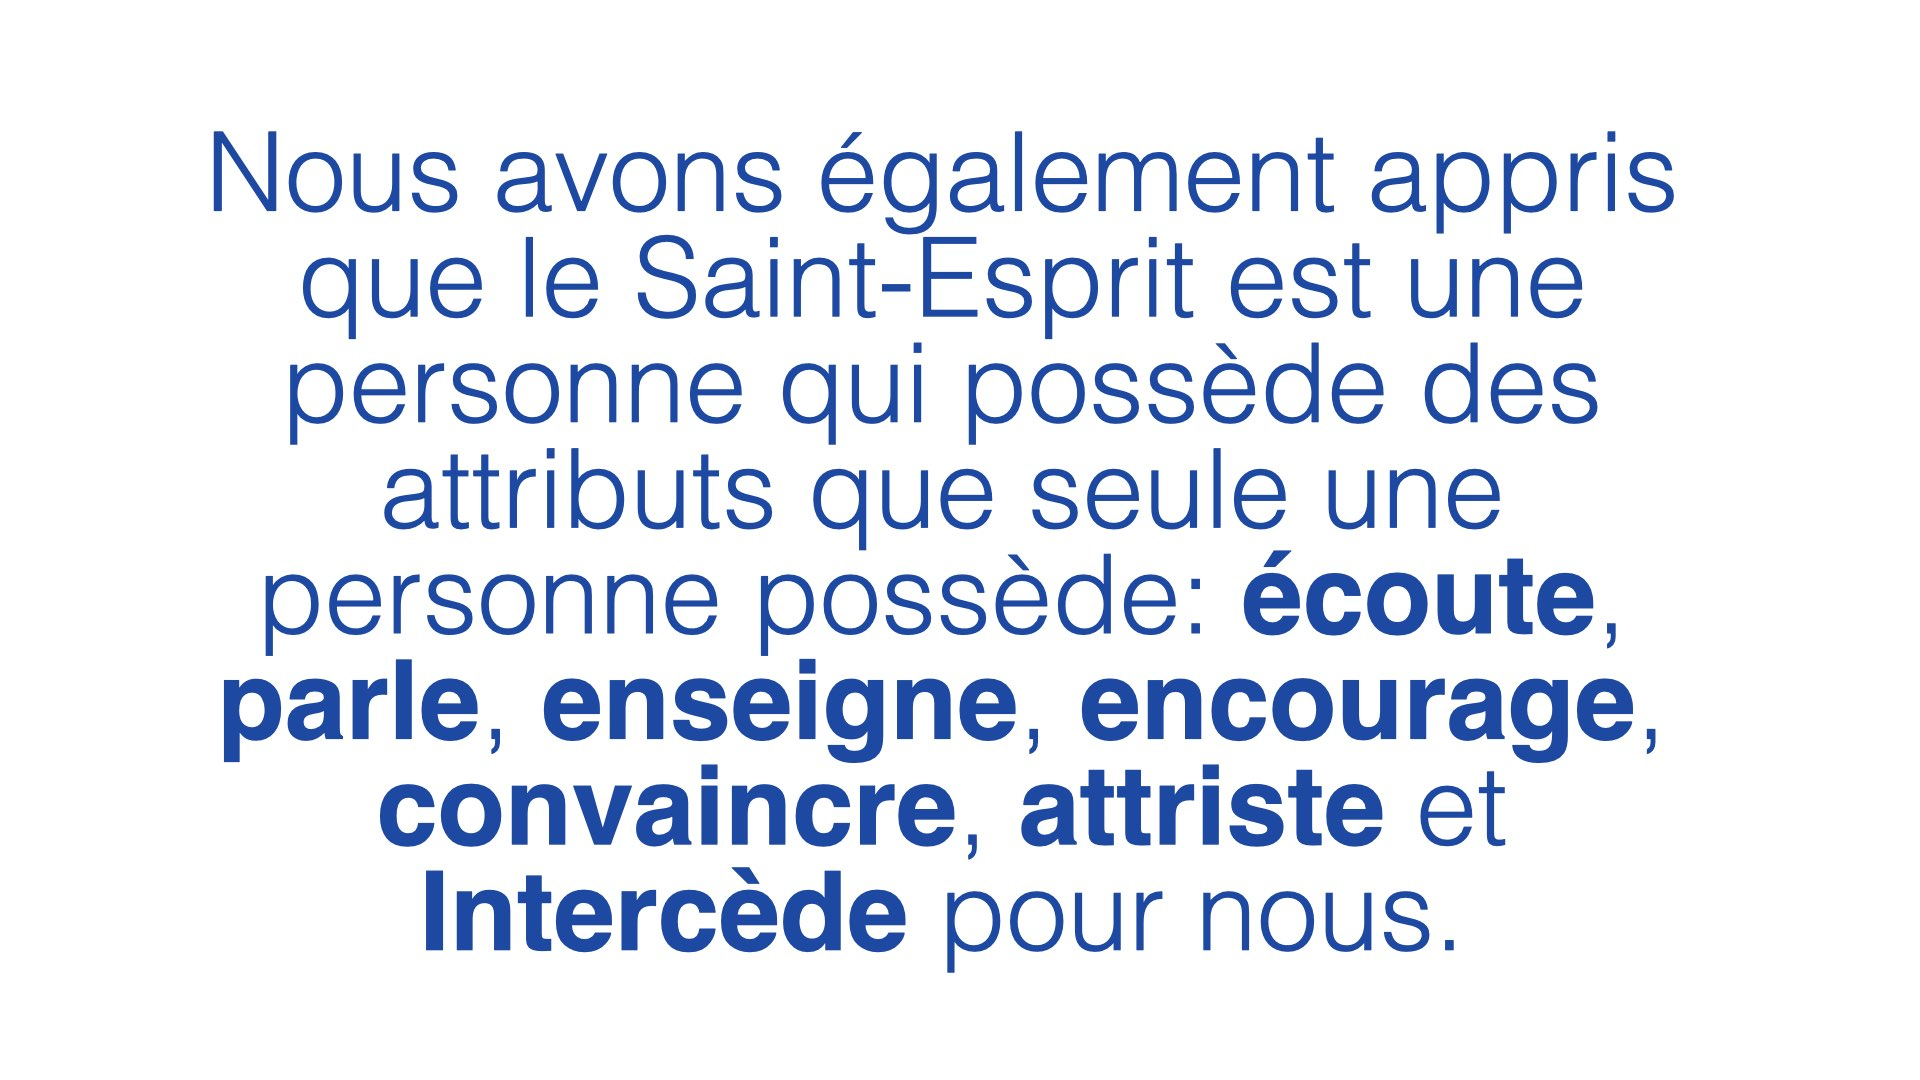 Nous avons également appris
que le Saint-Esprit est une
personne qui possède des
attributs que seule une
personne possède: écoute,
parle, enseigne, encourage,
convaincre, attriste et
Intercède pour nous.